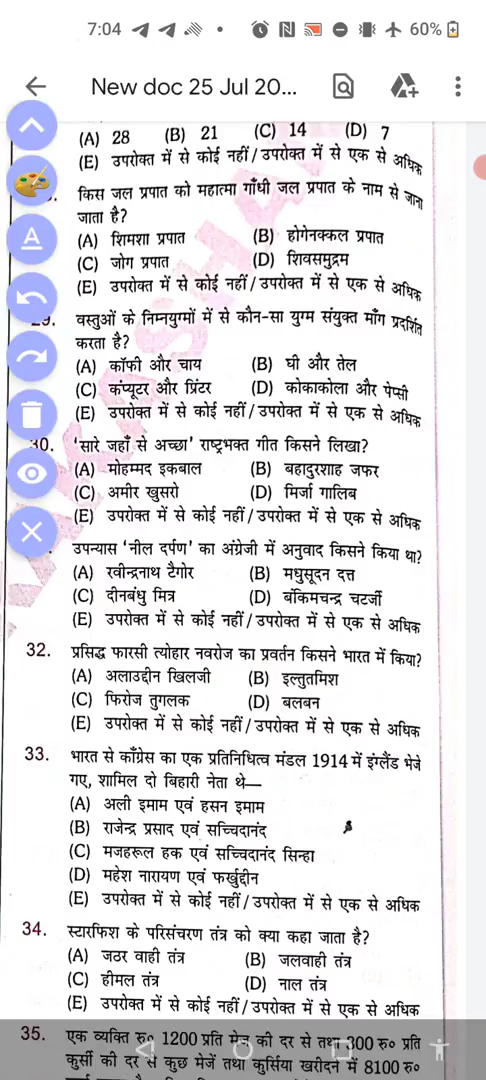 7:04
60%
New doc 25 Jul 20...
(A) 28 (B) 21 (C) 14 (D) 7
(E) उपरोक्त में से कोई नहीं/उपरोक्त में से एक से अधिक
किस जल प्रपात को महात्मा गाँधी जल प्रपात के नाम से जाना
जाता है?
(A) शिमशा प्रपात (B) होगेनक्कल प्रपात
(C) जोग प्रपात (D) शिवसमुद्रम
(E) उपरोक्त में से कोई नहीं/उपरोक्त में से एक से अधिक
29. वस्तुओं के निम्नयुग्मों में से कौन-सा युग्म संयुक्त माँग प्रदर्शित
करता है?
(A) कॉफी और चाय (B) घी और तेल
(C) कंप्यूटर और प्रिंटर (D) कोकाकोला और पेप्सी
(E) उपरोक्त में से कोई नहीं/उपरोक्त में से एक से अधिक
30. 'सारे जहाँ से अच्छा' राष्ट्रभक्त गीत किसने लिखा?
(A) मोहम्मद इकबाल (B) बहादुरशाह जफर
(C) अमीर खुसरो (D) मिर्जा गालिब
(E) उपरोक्त में से कोई नहीं/उपरोक्त में से एक से अधिक
उपन्यास 'नील दर्पण' का अंग्रेजी में अनुवाद किसने किया था?
(A) रवीन्द्रनाथ टैगोर (B) मधुसूदन दत्त
(C) दीनबंधु मित्र (D) बंकिमचन्द्र चटर्जी
(E) उपरोक्त में से कोई नहीं/उपरोक्त में से एक से अधिक
32. प्रसिद्ध फारसी त्योहार नवरोज का प्रवर्तन किसने भारत में किया?
(A) अलाउद्दीन खिलजी (B) इल्तुतमिश
(C) फिरोज तुगलक (D) बलबन
(E) उपरोक्त में से कोई नहीं/उपरोक्त में से एक से अधिक
33. भारत से काँग्रेस का एक प्रतिनिधित्व मंडल 1914 में इंग्लैंड भेजे
गए, शामिल दो बिहारी नेता थे—
(A) अली इमाम एवं हसन इमाम
(B) राजेन्द्र प्रसाद एवं सच्चिदानंद
(C) मजहरूल हक एवं सच्चिदानंद सिन्हा
(D) महेश नारायण एवं फखुंद्दीन
(E) उपरोक्त में से कोई नहीं/उपरोक्त में से एक से अधिक
34. स्टारफिश के परिसंचरण तंत्र को क्या कहा जाता है?
(A) जठर वाही तंत्र (B) जलवाही तंत्र
(C) हीमल तंत्र (D) नाल तंत्र
(E) उपरोक्त में से कोई नहीं/उपरोक्त में से एक से अधिक
35. एक व्यक्ति रु० 1200 प्रति मेज की दर से तथा 300 रु० प्रति
कुर्सी की दर से कुछ मेजें तथा कुर्सिया खरीदने में 8100 रु०